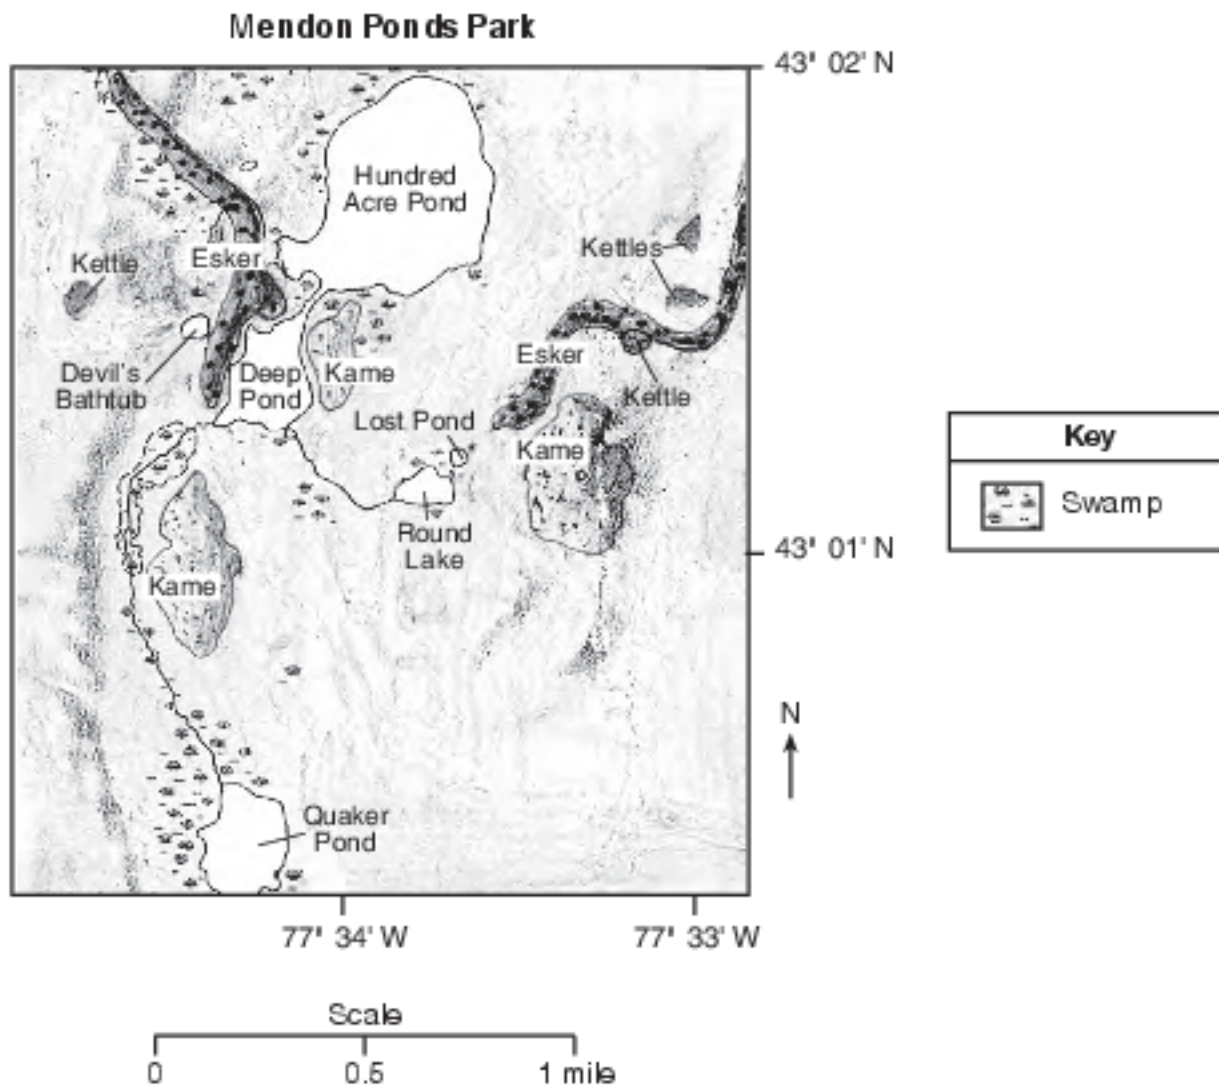 Mendon Ponds Park
43° 02' N
Hundred
Acre Pond
Kettles
Esker
Kettle
Esker
Devil's
Bathtub
Deep
Pond
Kame
Kettle
Lost Pond
Kame
Key
Swamp
Round
Lake
43° 01' N
Kame
N
Quaker
Pond
77° 34' W
77° 33' W
Scale
0
0.5
1 mile